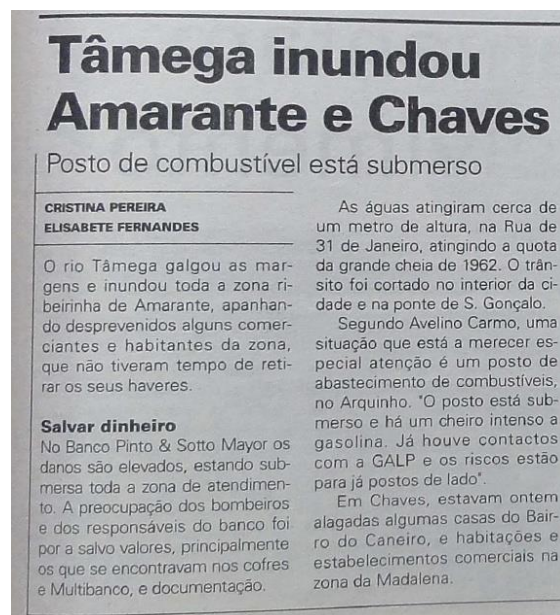 Tâmega inundou
Amarante e Chaves
Posto de combustível está submerso
CRISTINA PEREIRA
ELISABETE FERNANDES
O rio Tâmega galgou as mar-
gens e inundou toda a zona ri-
beirinha de Amarante, apanhan-
do desprevenidos alguns comer-
ciantes e habitantes da zona,
que não tiveram tempo de reti-
rar os seus haveres.
Salvar dinheiro
No Banco Pinto & Sotto Mayor os
danos são elevados, estando sub-
mersa toda a zona de atendimen-
to. A preocupação dos bombeiros
e dos responsáveis do banco foi
por a salvo valores, principalmente
os que se encontravam nos cofres
e Multibanco, e documentação.
As águas atingiram cerca de
um metro de altura, na Rua de
31 de Janeiro, atingindo a quota
da grande cheia de 1962. O trân-
sito foi cortado no interior da ci-
dade e na ponte de S. Gonçalo.
Segundo Avelino Carmo, uma
situação que está a merecer es-
pecial atenção é um posto de
abastecimento de combustíveis,
no Arquinho. "O posto está sub-
merso e há um cheiro intenso a
gasolina. Já houve contactos
com a GALP e os riscos estão
para já postos de lado".
Em Chaves, estavam ontem
alagadas algumas casas do Bair-
ro do Caneiro, e habitações e
estabelecimentos comerciais na
zona da Madalena.